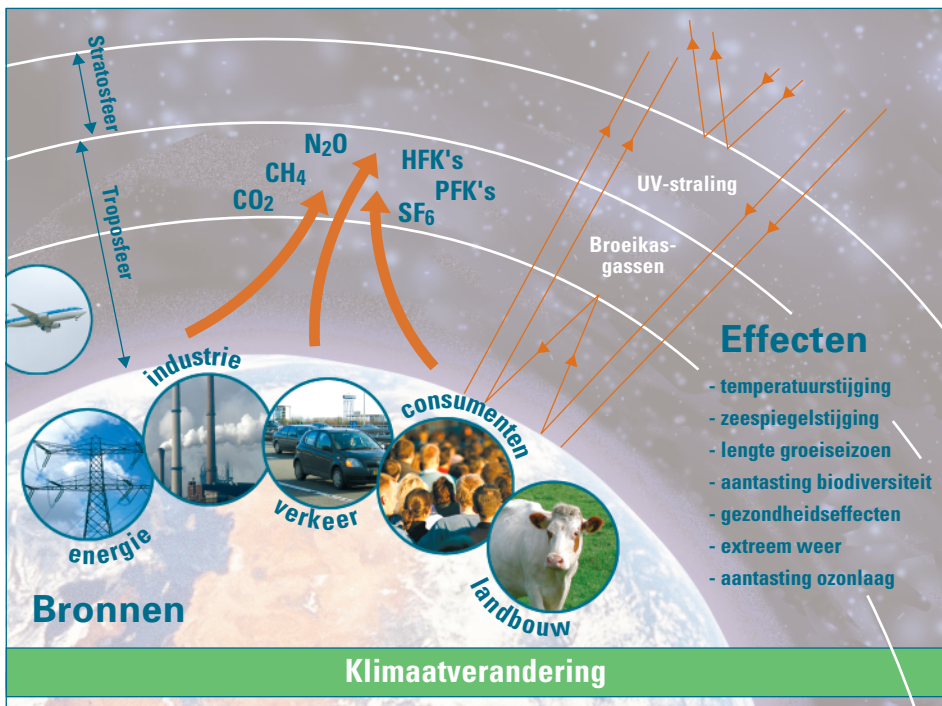 Stratosfeer
Troposfeer
N₂O
CH₄
CO₂
HFK's
PFK's
SF₆
UV-straling
Broeikas-
gassen
industrie
energie
verkeer
consumenten
landbouw
Bronnen
Effecten
- temperatuurstijging
- zeespiegelstijging
- lengte groeiseizoen
- aantasting biodiversiteit
- gezondheidseffecten
- extreem weer
- aantasting ozonlaag
Klimaatverandering